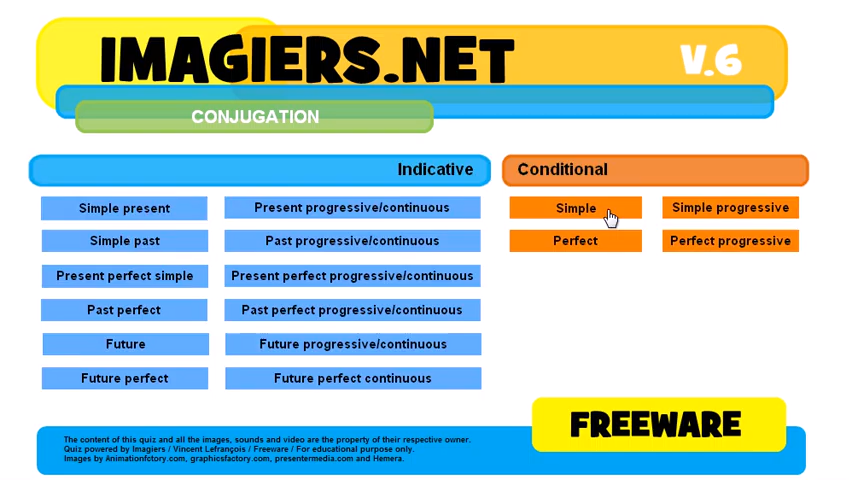 IMAGIERS.NET
V.6
CONJUGATION
Indicative
Conditional
Simple present
Present progressive/continuous
Simple
Simple progressive
Simple past
Past progressive/continuous
Perfect
Perfect progressive
Present perfect simple
Present perfect progressive/continuous
Past perfect
Past perfect progressive/continuous
Future
Future progressive/continuous
Future perfect
Future perfect continuous
FREEWARE
The content of this quiz and all the images, sounds and video are the property of their respective owner.
Quiz powered by Imagiers / Vincent Lefrançois / Freeware / For educational purpose only.
Images by Animationfotory.com, graphicsfactory.com, presentermedia.com and Hemera.